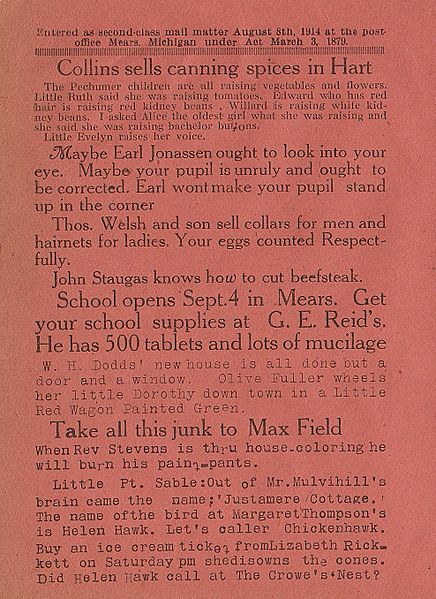 Entered as second-class mail matter August 8th, 1914 at the post-
office Mears, Michigan under Act March 3, 1879.
Collins sells canning spices in Hart
The Pechumer children are all raising vegetables and flowers.
Little Ruth said she was raising tomatoes. Edward who has red
hair is raising red kidney beans , Willard is raising white kid-
ney beans. I asked Alice the oldest girl what she was raising and
she said she was raising bachelor buttons.
Little Evelyn raises her voice.
Maybe Earl Jonassen ought to look into your
eye. Maybe your pupil is unruly and ought to
be corrected. Earl wont make your pupil stand
up in the corner
Thos. Welsh and son sell collars for men and
hairnets for ladies. Your eggs counted Respect-
fully.
John Staugas knows how to cut beefsteak.
School opens Sept. 4 in Mears. Get
your school supplies at G. E. Reid's.
He has 500 tablets and lots of mucilage
W. H. Dodds' new house is all done but a
door and a window. Olive Fuller wheels
her little Dorothy down town in a Little
Red Wagon Painted Green.
Take all this junk to Max Field
When Rev Stevens is thru house-coloring he
will burn his paint-pants.
Little Pt. Sable:Out of Mr.Mulvihill's
brain came the name;'Justamere Cottage.'
The name ofthe bird at MargaretThompson's
is Helen Hawk. Let's caller Chickenhawk.
Buy an ice cream ticket fromLizabeth Rick-
kett on Saturday pm shedisowns the cones.
Did Helen Hawk call at The Crowe's'Nest?